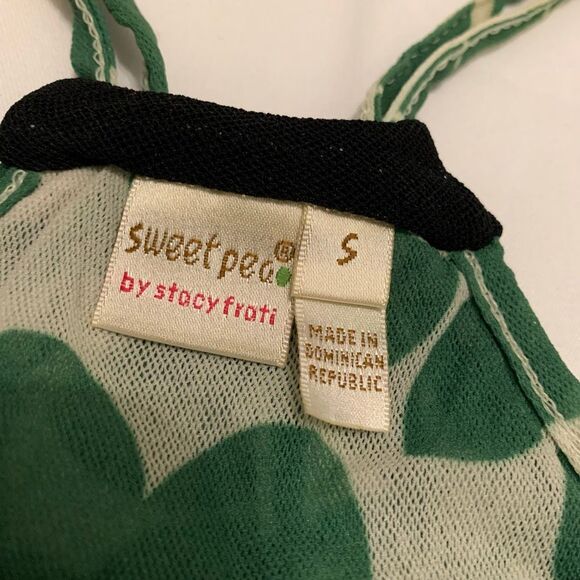 sweet pea®
by stacy frati
S
MADE IN
DOMINICAN
REPUBLIC